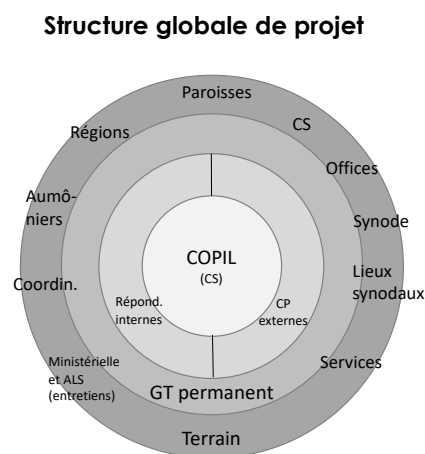 Structure globale de projet
Paroisses
CS
Régions
Offices
Aumô-
niers
Synode
COPIL
(CS)
Coordin.
Lieux
synodaux
Répond.
internes
CP
externes
Ministérielle
et ALS
(entretiens)
Services
GT permanent
Terrain